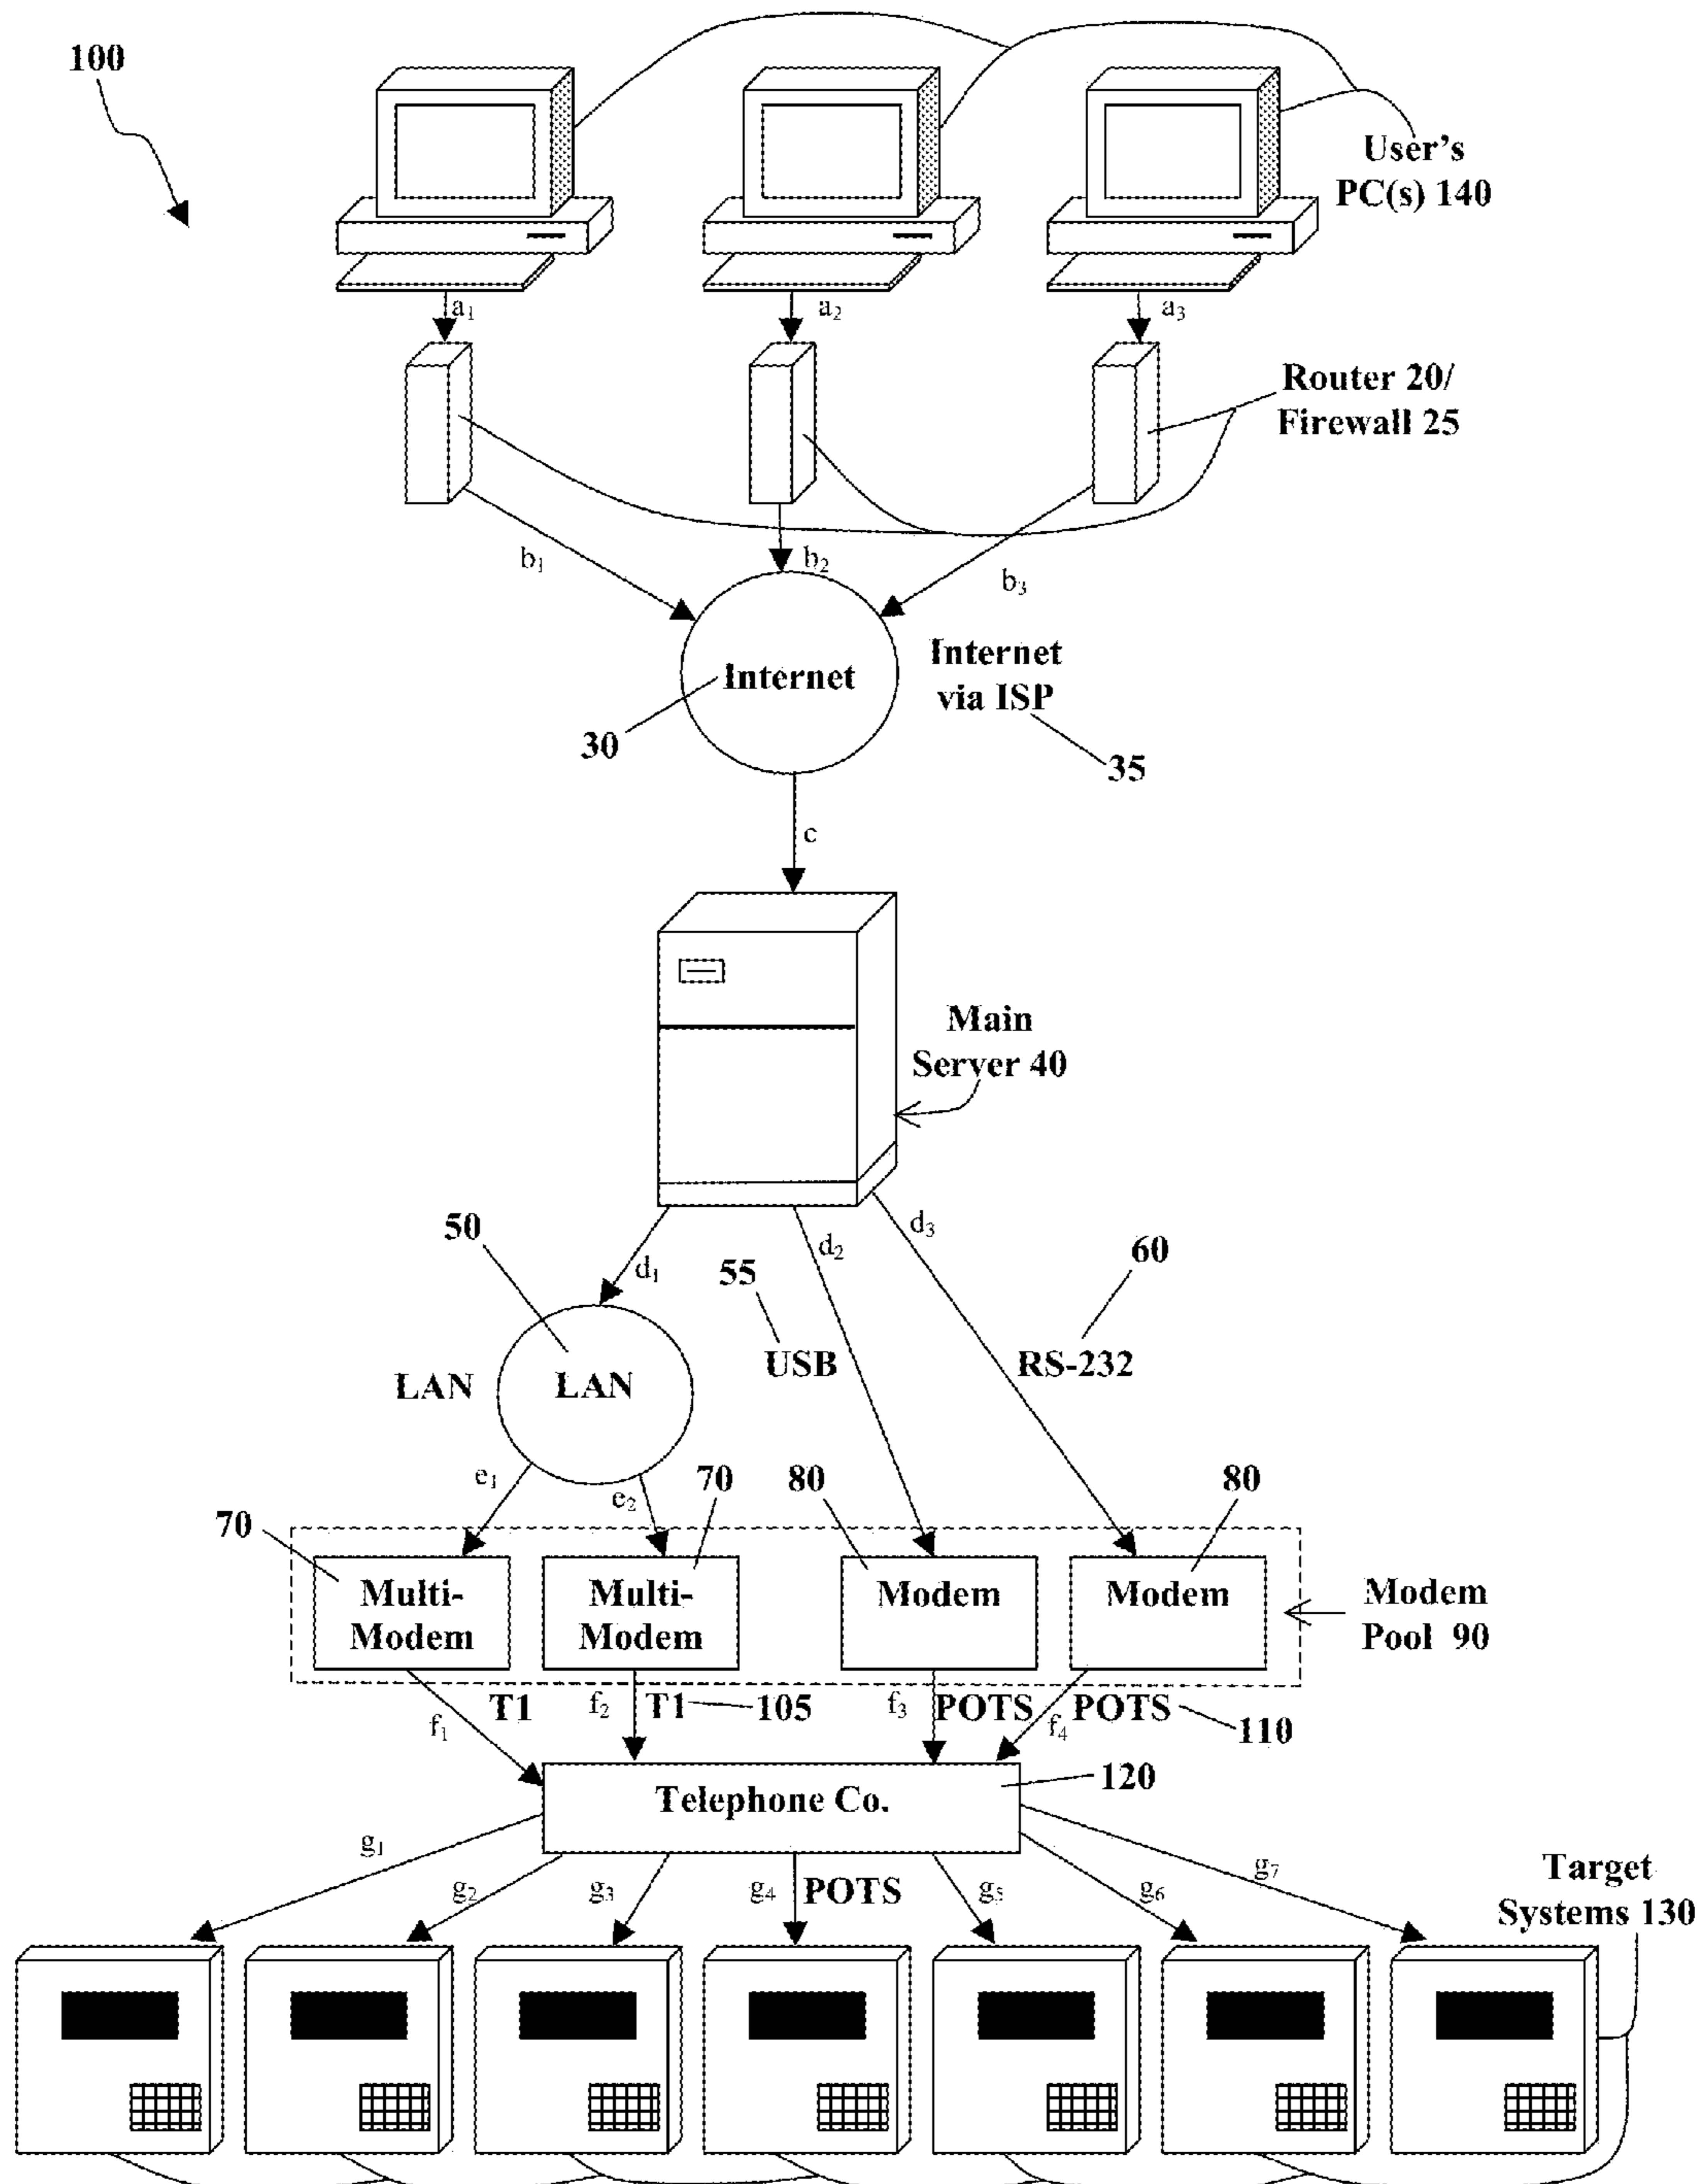 100
User's
PC(s) 140
a₁
a₂
a₃
Router 20/
Firewall 25
b₁
b₂
b₃
Internet
Internet
via ISP
30
35
c
Main
Server 40
50
d₁
d₂
d₃
55
60
USB
RS-232
LAN
LAN
e₁
e₂
70
80
80
70
Multi-
Modem
Multi-
Modem
Modem
Modem
Modem
Pool 90
T1
f₁
f₂
T1
105
f₃
POTS
f₄
POTS
110
Telephone Co.
120
g₁
g₂
g₃
g₄
POTS
g₅
g₆
g₇
Target
Systems 130